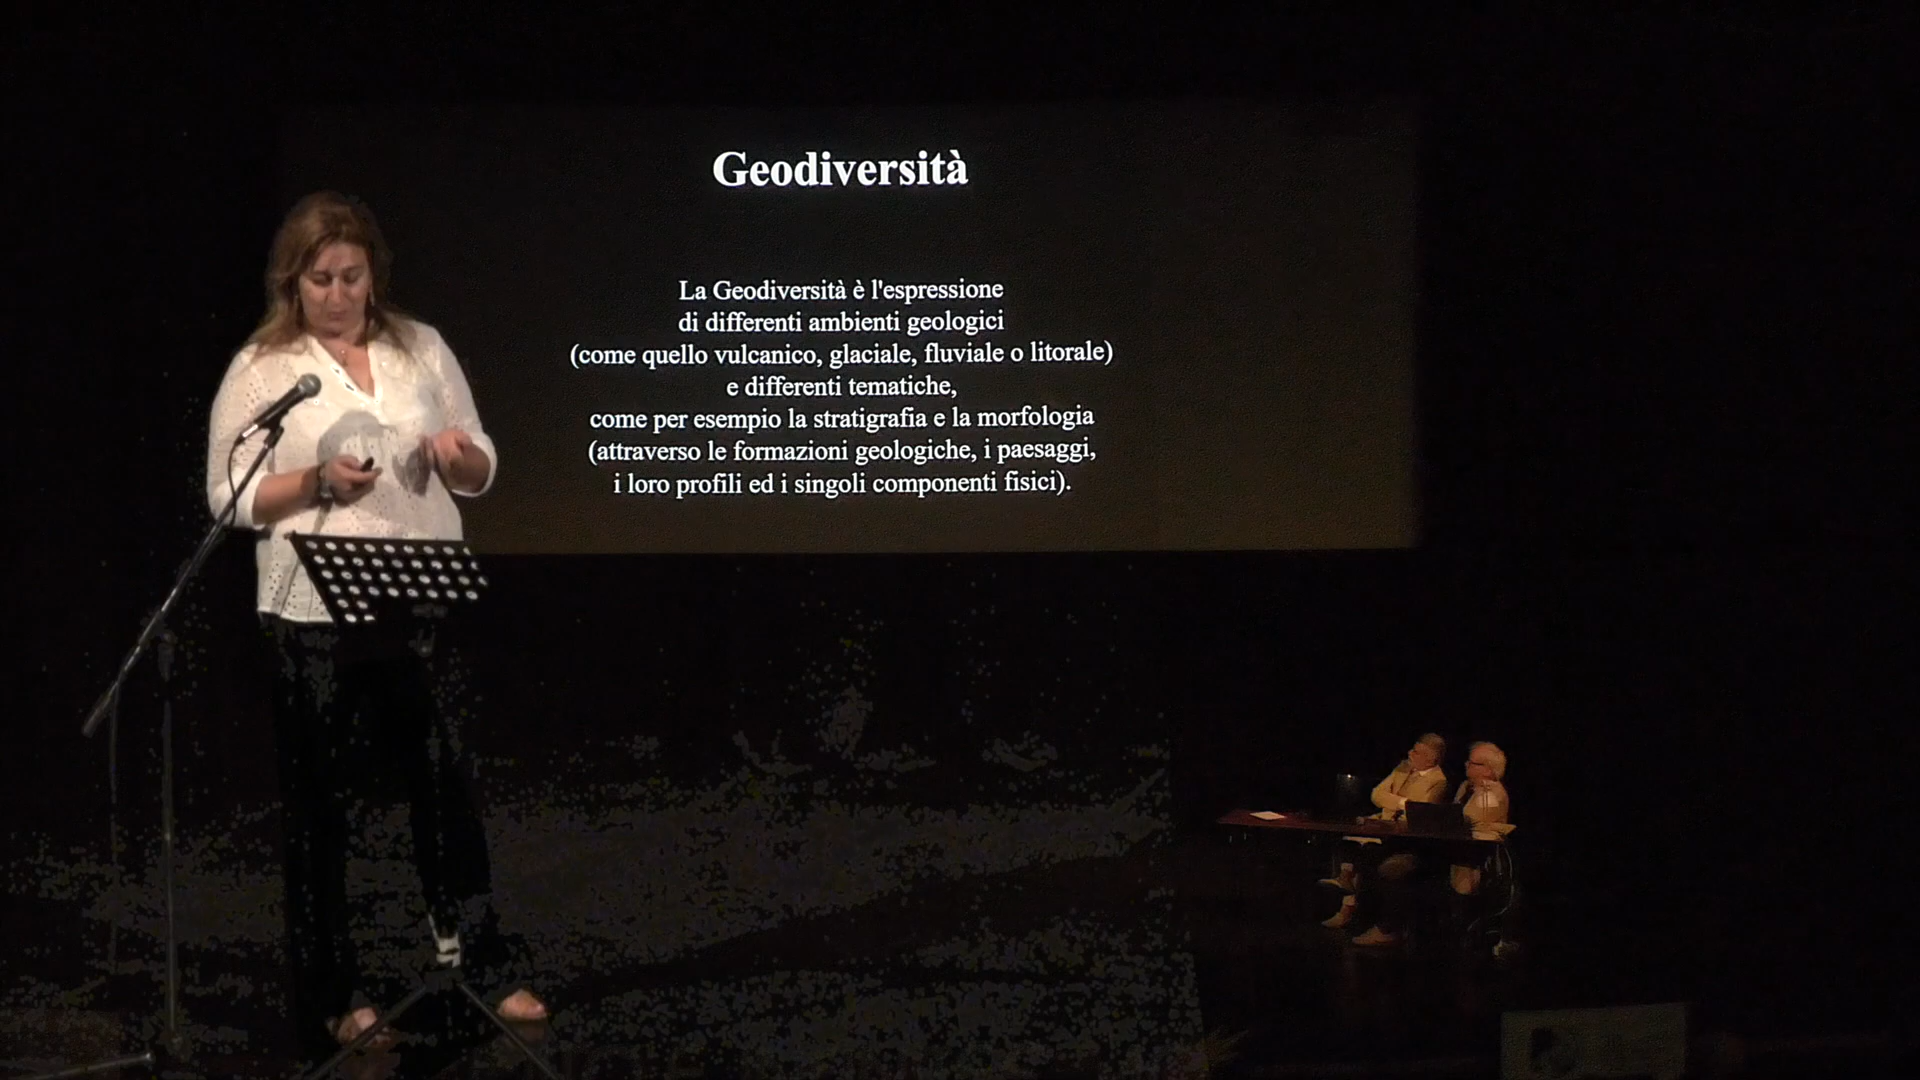 Geodiversità
La Geodiversità è l'espressione
di differenti ambienti geologici
(come quello vulcanico, glaciale, fluviale o litorale)
e differenti tematiche,
come per esempio la stratigrafia e la morfologia
(attraverso le formazioni geologiche, i paesaggi,
i loro profili ed i singoli componenti fisici).